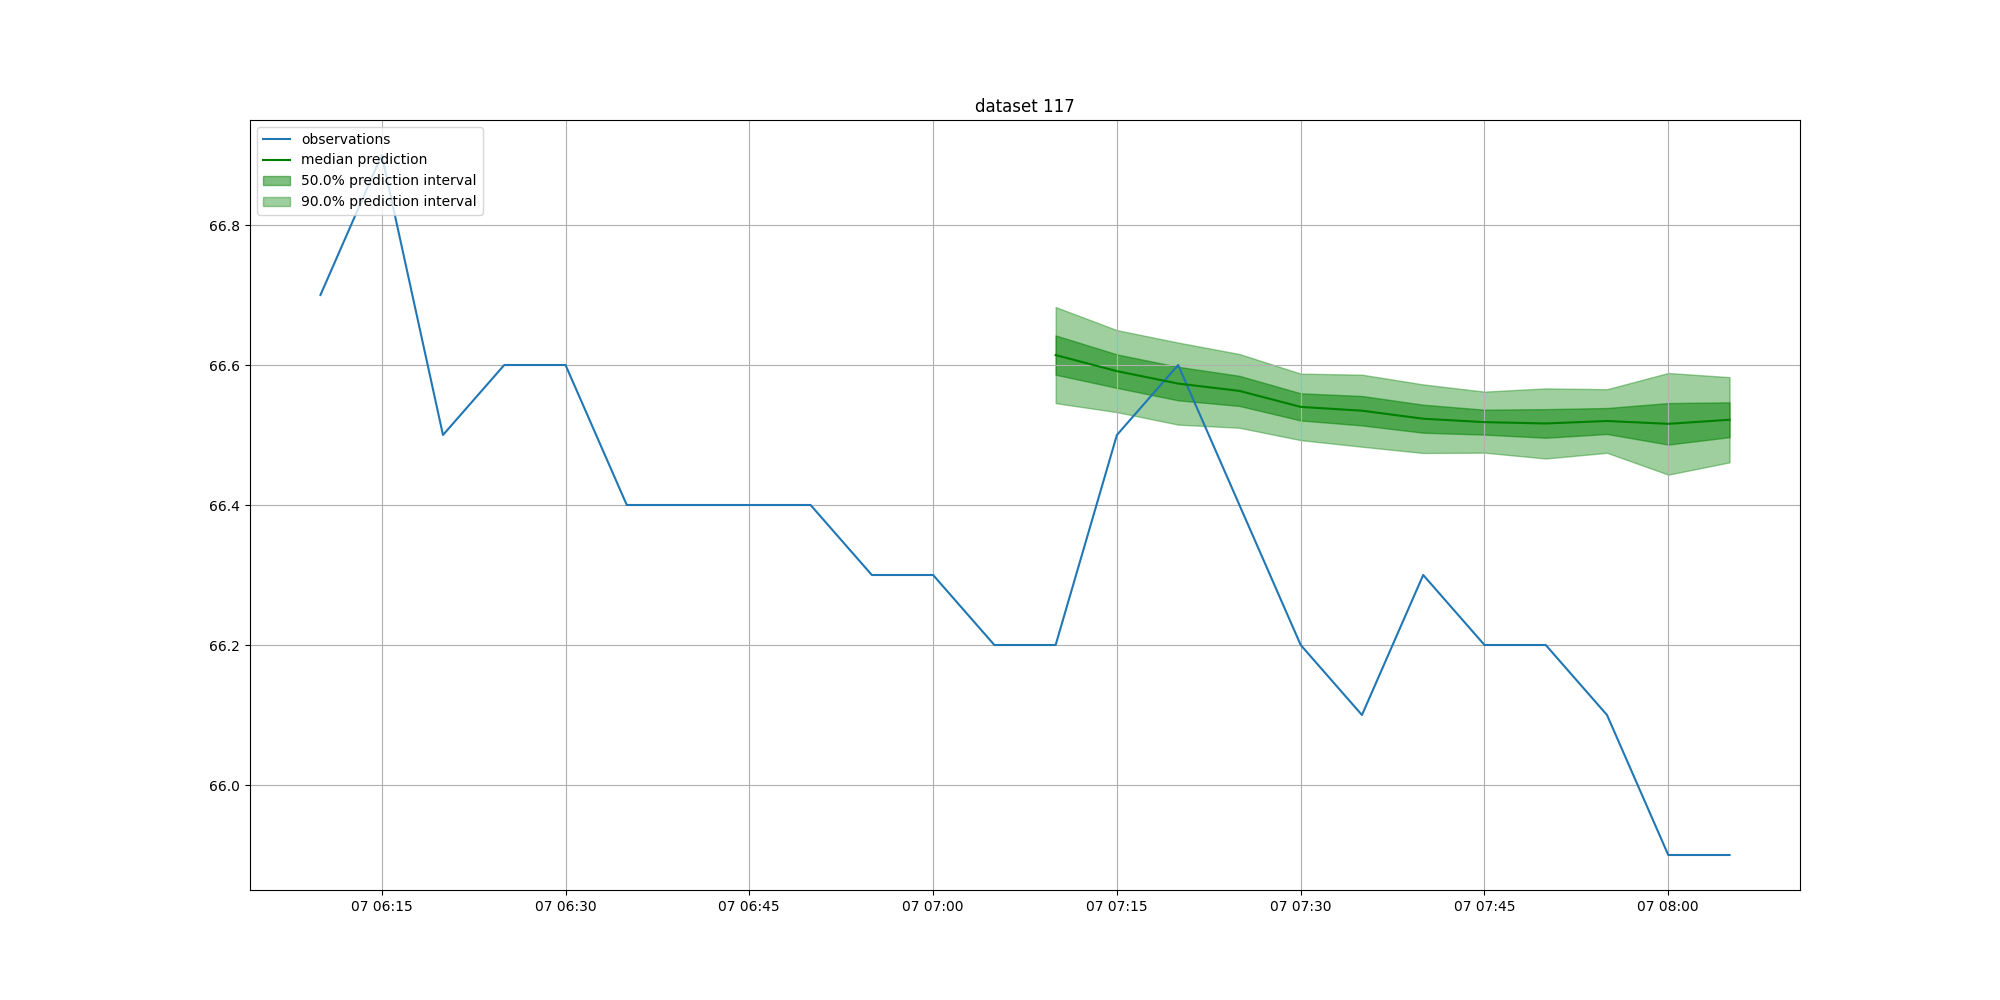 dataset 117
observations
median prediction
50.0% prediction interval
90.0% prediction interval
66.8
66.6
66.4
66.2
66.0
07 06:15 07 06:30 07 06:45 07 07:00 07 07:15 07 07:30 07 07:45 07 08:00